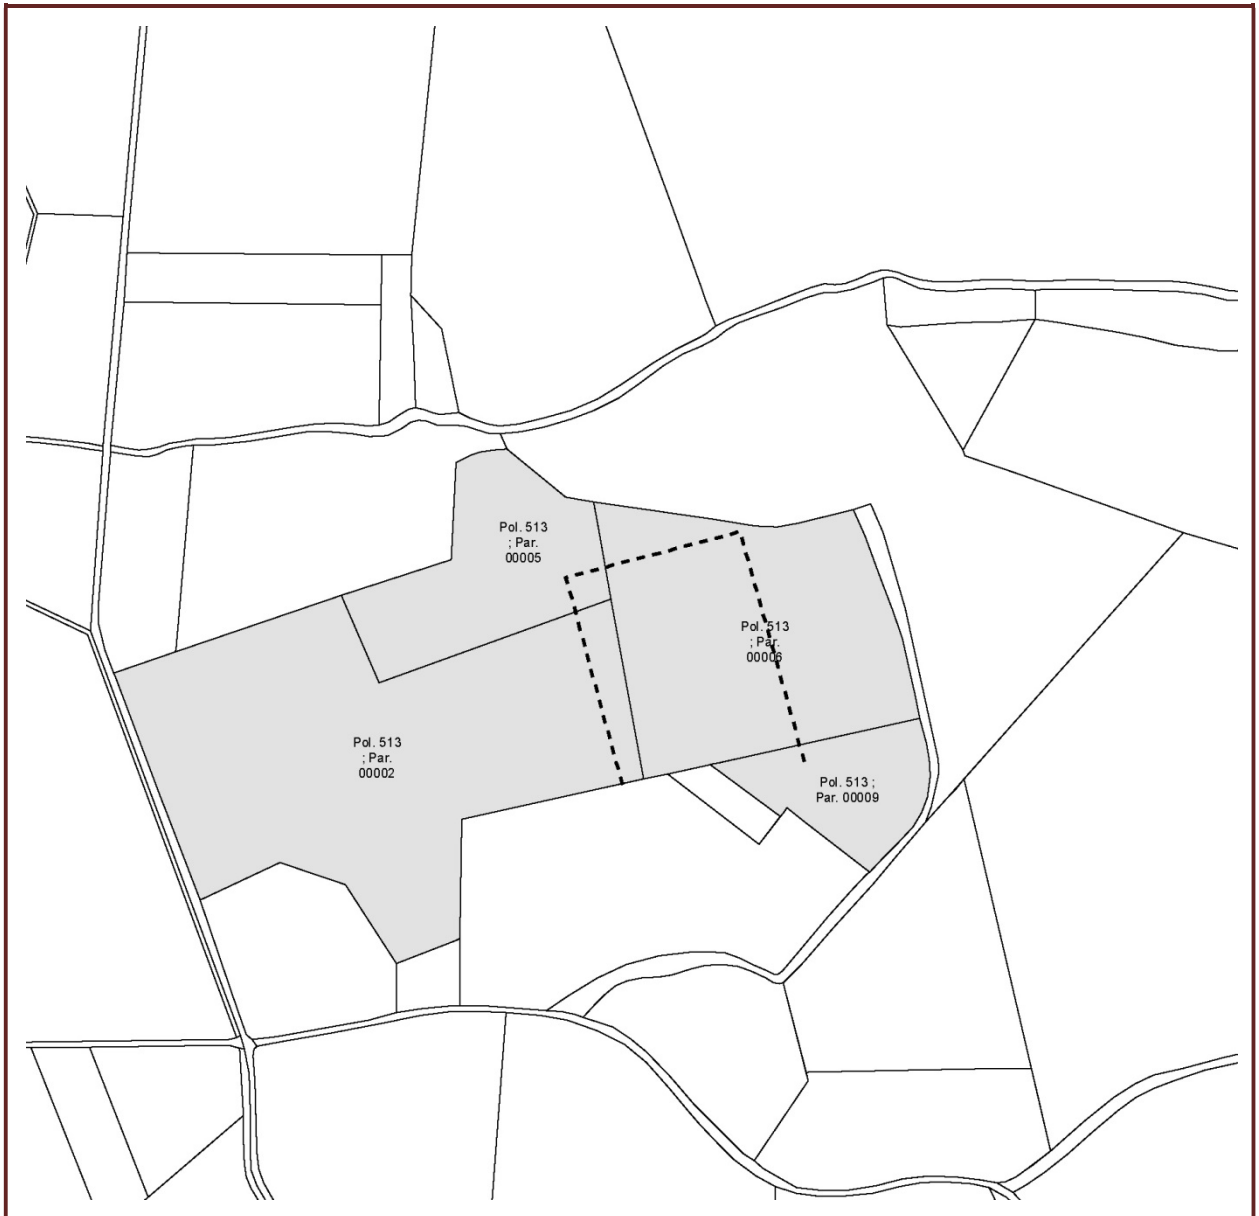 Pol. 513
; Par.
00005
Pol. 513
; Par.
00006
Pol. 513
; Par.
00002
Pol. 513 ;
Par. 00009